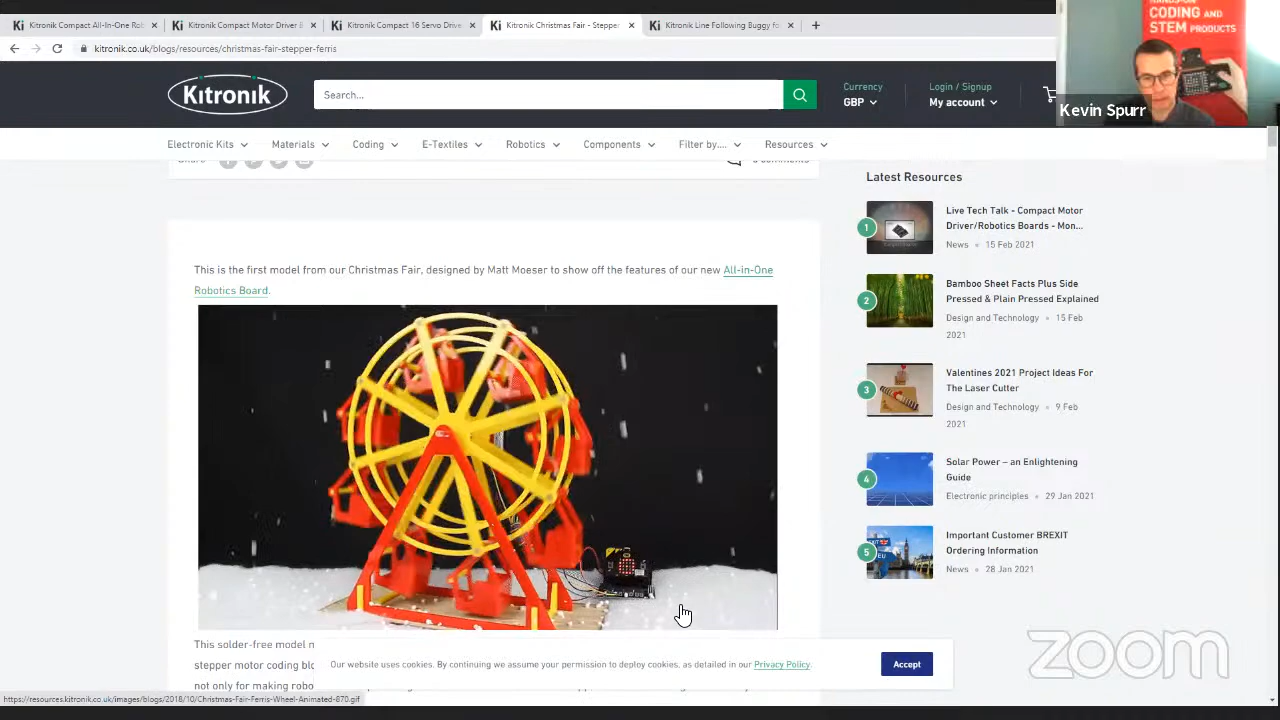 Kitronik Compact All-In-One Rob
Kitronik Compact Motor Driver &
Kitronik Compact 16 Servo Drive
Kitronik Christmas Fair - Stepper
Kitronik Line Following Buggy fo
kitronik.co.uk/blogs/resources/christmas-fair-stepper-ferris
CODING AND
STEM PRODUCTS
Kevin Spurr
Kitronik
Search...
Currency
GBP
Login / Signup
My account
Electronic Kits
Materials
Coding
E-Textiles
Robotics
Components
Filter by....
Resources
This is the first model from our Christmas Fair, designed by Matt Moeser to show off the features of our new All-in-One
Robotics Board.
Latest Resources
1
Live Tech Talk - Compact Motor
Driver/Robotics Boards - Mon...
News 15 Feb 2021
2
Bamboo Sheet Facts Plus Side
Pressed & Plain Pressed Explained
Design and Technology 15 Feb
2021
3
Valentines 2021 Project Ideas For
The Laser Cutter
Design and Technology 9 Feb
2021
4
Solar Power – an Enlightening
Guide
Electronic principles 29 Jan 2021
5
Important Customer BREXIT
Ordering Information
News 28 Jan 2021
This solder-free model
stepper motor coding
not only for making
Our website uses cookies. By continuing we assume your permission to deploy cookies, as detailed in our Privacy Policy.
Accept
zoom
https://resources.kitronik.co.uk/images/blogs/2018/10/Christmas-Fair-Ferris-Wheel-Animated-870.gif